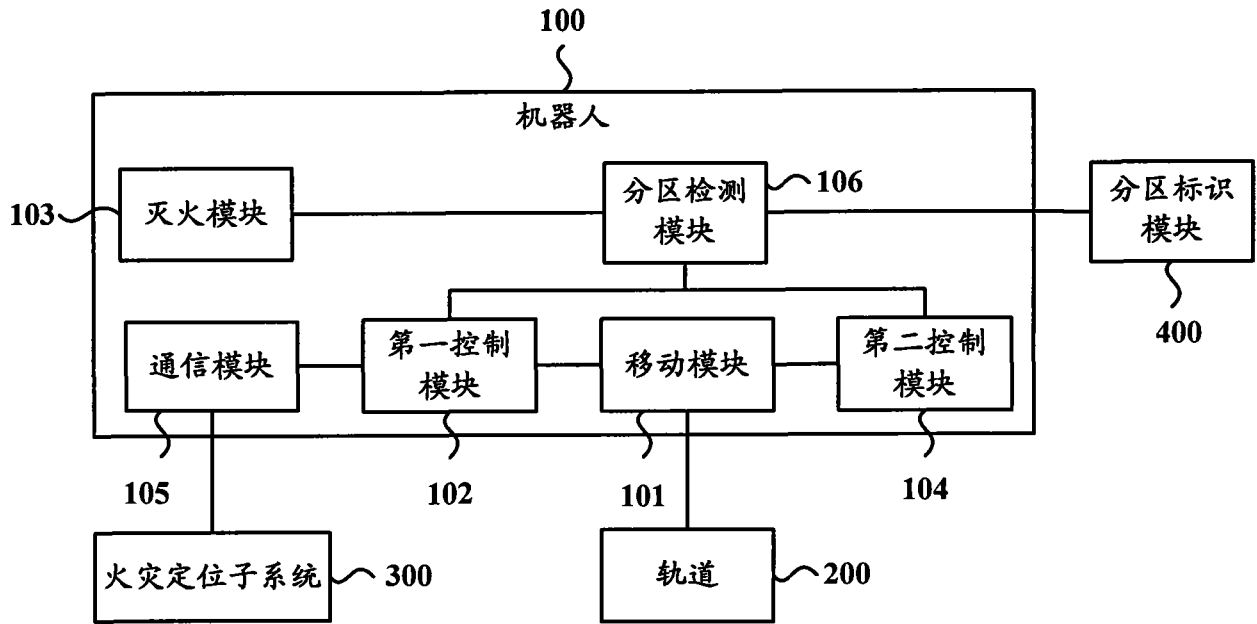 100
机器人
103
灭火模块
分区检测
模块
106
分区标识
模块
400
通信模块
第一控制
模块
移动模块
第二控制
模块
105
102
101
104
火灾定位子系统
300
轨道
200